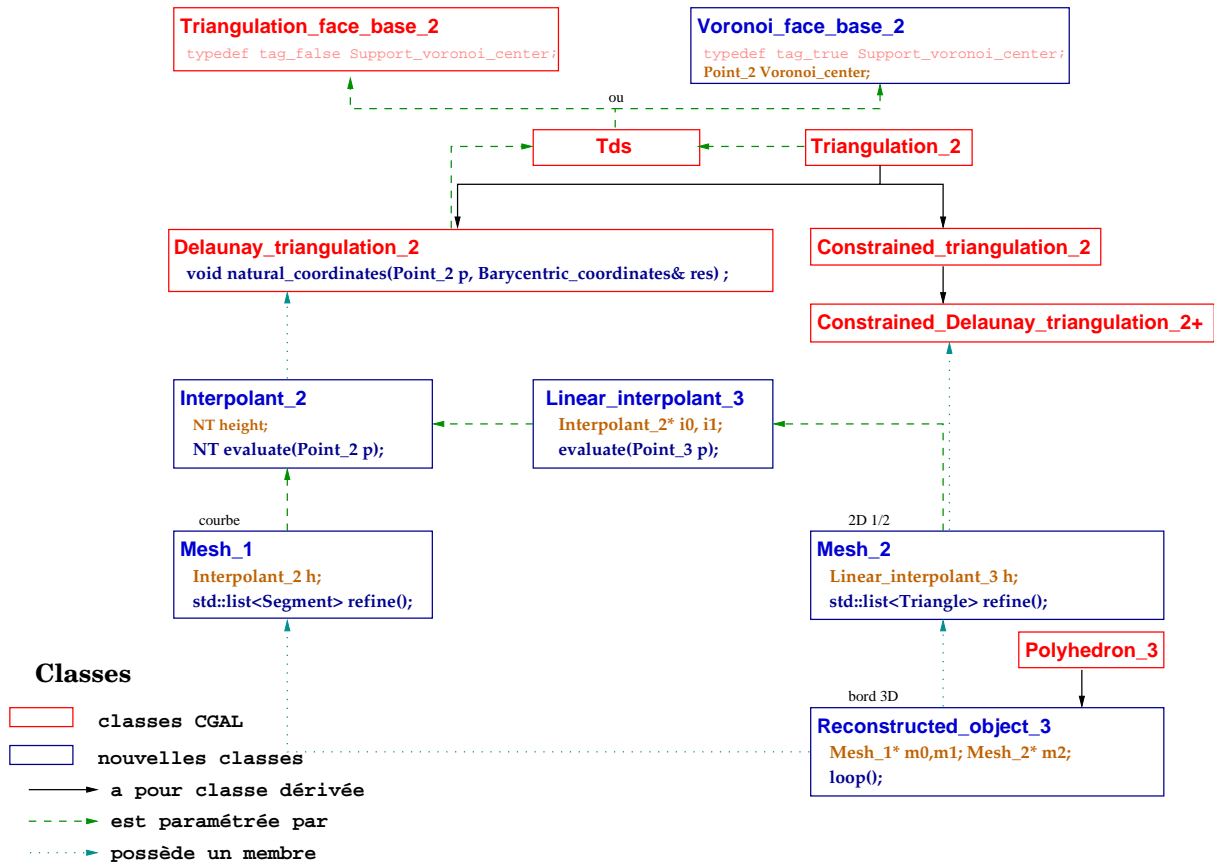 Triangulation_face_base_2
typedef tag_false Support_voronoi_center;
Voronoi_face_base_2
typedef tag_true Support_voronoi_center;
Point_2 Voronoi_center;
ou
Tds
Triangulation_2
Delaunay_triangulation_2
void natural_coordinates(Point_2 p, Barycentric_coordinates& res) ;
Constrained_triangulation_2
Constrained_Delaunay_triangulation_2+
Interpolant_2
NT height;
NT evaluate(Point_2 p);
Linear_interpolant_3
Interpolant_2* i0, i1;
evaluate(Point_3 p);
courbe
Mesh_1
Interpolant_2 h;
std::list<Segment> refine();
2D 1/2
Mesh_2
Linear_interpolant_3 h;
std::list<Triangle> refine();
Polyhedron_3
bord 3D
Reconstructed_object_3
Mesh_1* m0,m1; Mesh_2* m2;
loop();
Classes
classes CGAL
nouvelles classes
a pour classe dérivée
est paramétrée par
possède un membre